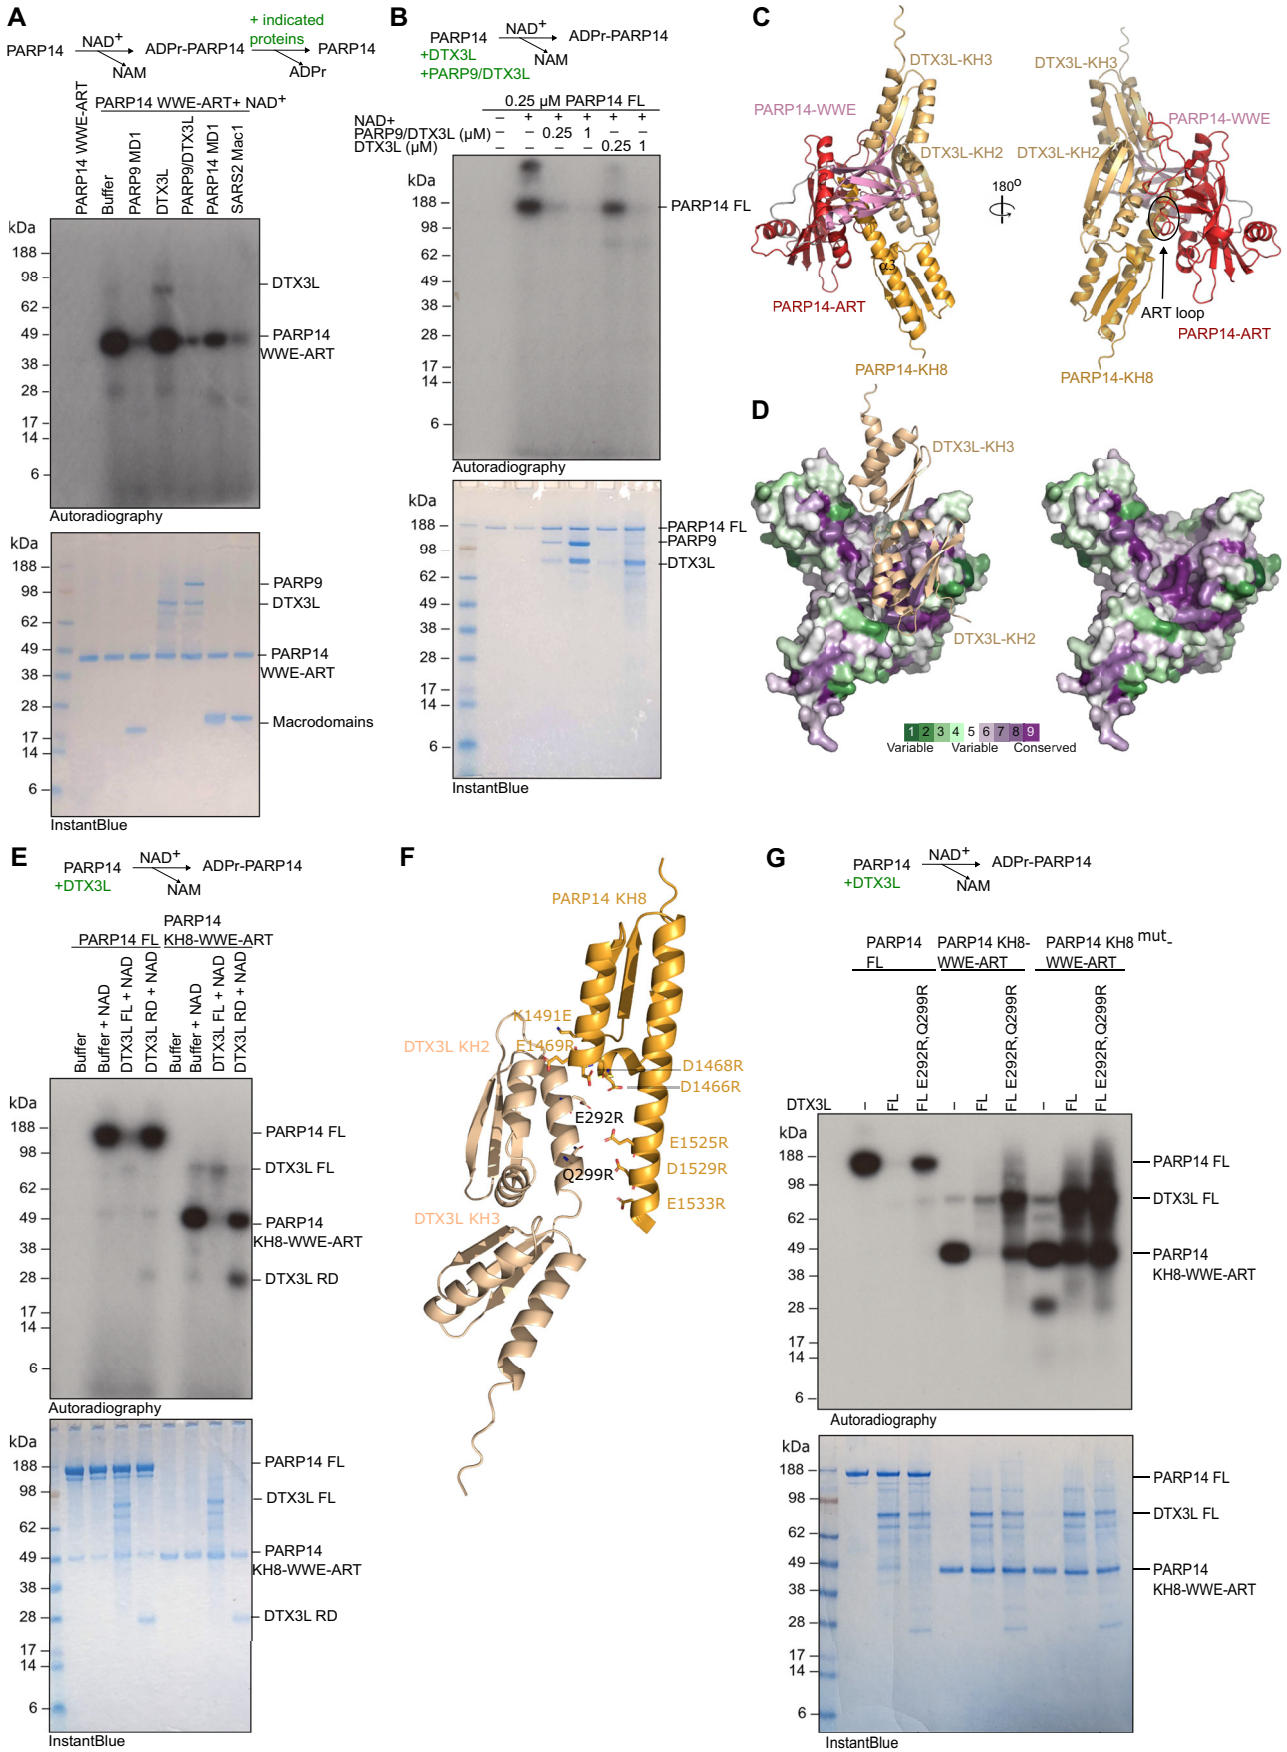 A
PARP14
NAD+
NAM
ADPr-PARP14
+ indicated
proteins
ADPr
PARP14
PARP14 WWE-ART+ NAD+
PARP14 WWE-ART
Buffer
PARP9 MD1
DTX3L
PARP9/DTX3L
PARP14 MD1
SARS2 Mac1
kDa
188
98
62
49
38
28
17
14
6
DTX3L
PARP14
WWE-ART
Autoradiography
kDa
188
98
62
49
38
28
17
14
6
PARP9
DTX3L
PARP14
WWE-ART
Macrodomains
InstantBlue
B
PARP14
+DTX3L
+PARP9/DTX3L
NAD+
NAM
ADPr-PARP14
0.25 µM PARP14 FL
NAD+ – + + + + +
PARP9/DTX3L (µM) – – 0.25 1
DTX3L (µM) – – 0.25 1
kDa
188
98
62
49
38
28
17
14
6
PARP14 FL
Autoradiography
kDa
188
98
62
49
38
28
17
14
6
PARP14 FL
PARP9
DTX3L
InstantBlue
C
DTX3L-KH3
PARP14-WWE
DTX3L-KH2
α3
PARP14-ART
PARP14-KH8
180o
DTX3L-KH3
PARP14-WWE
DTX3L-KH2
ART loop
PARP14-ART
PARP14-KH8
D
DTX3L-KH3
DTX3L-KH2
1 2 3 4 5 6 7 8 9
Variable Variable Conserved
E
PARP14
+DTX3L
NAD+
NAM
ADPr-PARP14
PARP14 FL
PARP14
KH8-WWE-ART
Buffer
Buffer + NAD
DTX3L FL + NAD
DTX3L RD + NAD
Buffer
Buffer + NAD
DTX3L FL + NAD
DTX3L RD + NAD
kDa
188
98
62
49
38
28
17
14
6
PARP14 FL
DTX3L FL
PARP14
KH8-WWE-ART
DTX3L RD
Autoradiography
kDa
188
98
62
49
38
28
17
14
6
PARP14 FL
DTX3L FL
PARP14
KH8-WWE-ART
DTX3L RD
InstantBlue
F
PARP14 KH8
K1491E
E1469R
DTX3L KH2
D1468R
D1466R
E292R
E1525R
Q299R
D1529R
E1533R
DTX3L KH3
G
PARP14
+DTX3L
NAD+
NAM
ADPr-PARP14
PARP14
FL
PARP14 KH8-
WWE-ART
PARP14 KH8mut-
WWE-ART
DTX3L
–
FL
FL E292R,Q299R
–
FL
FL E292R,Q299R
–
FL
FL E292R,Q299R
kDa
188
98
62
49
38
28
17
14
6
PARP14 FL
DTX3L FL
PARP14
KH8-WWE-ART
Autoradiography
kDa
188
98
62
49
38
28
17
14
6
PARP14 FL
DTX3L FL
PARP14
KH8-WWE-ART
InstantBlue